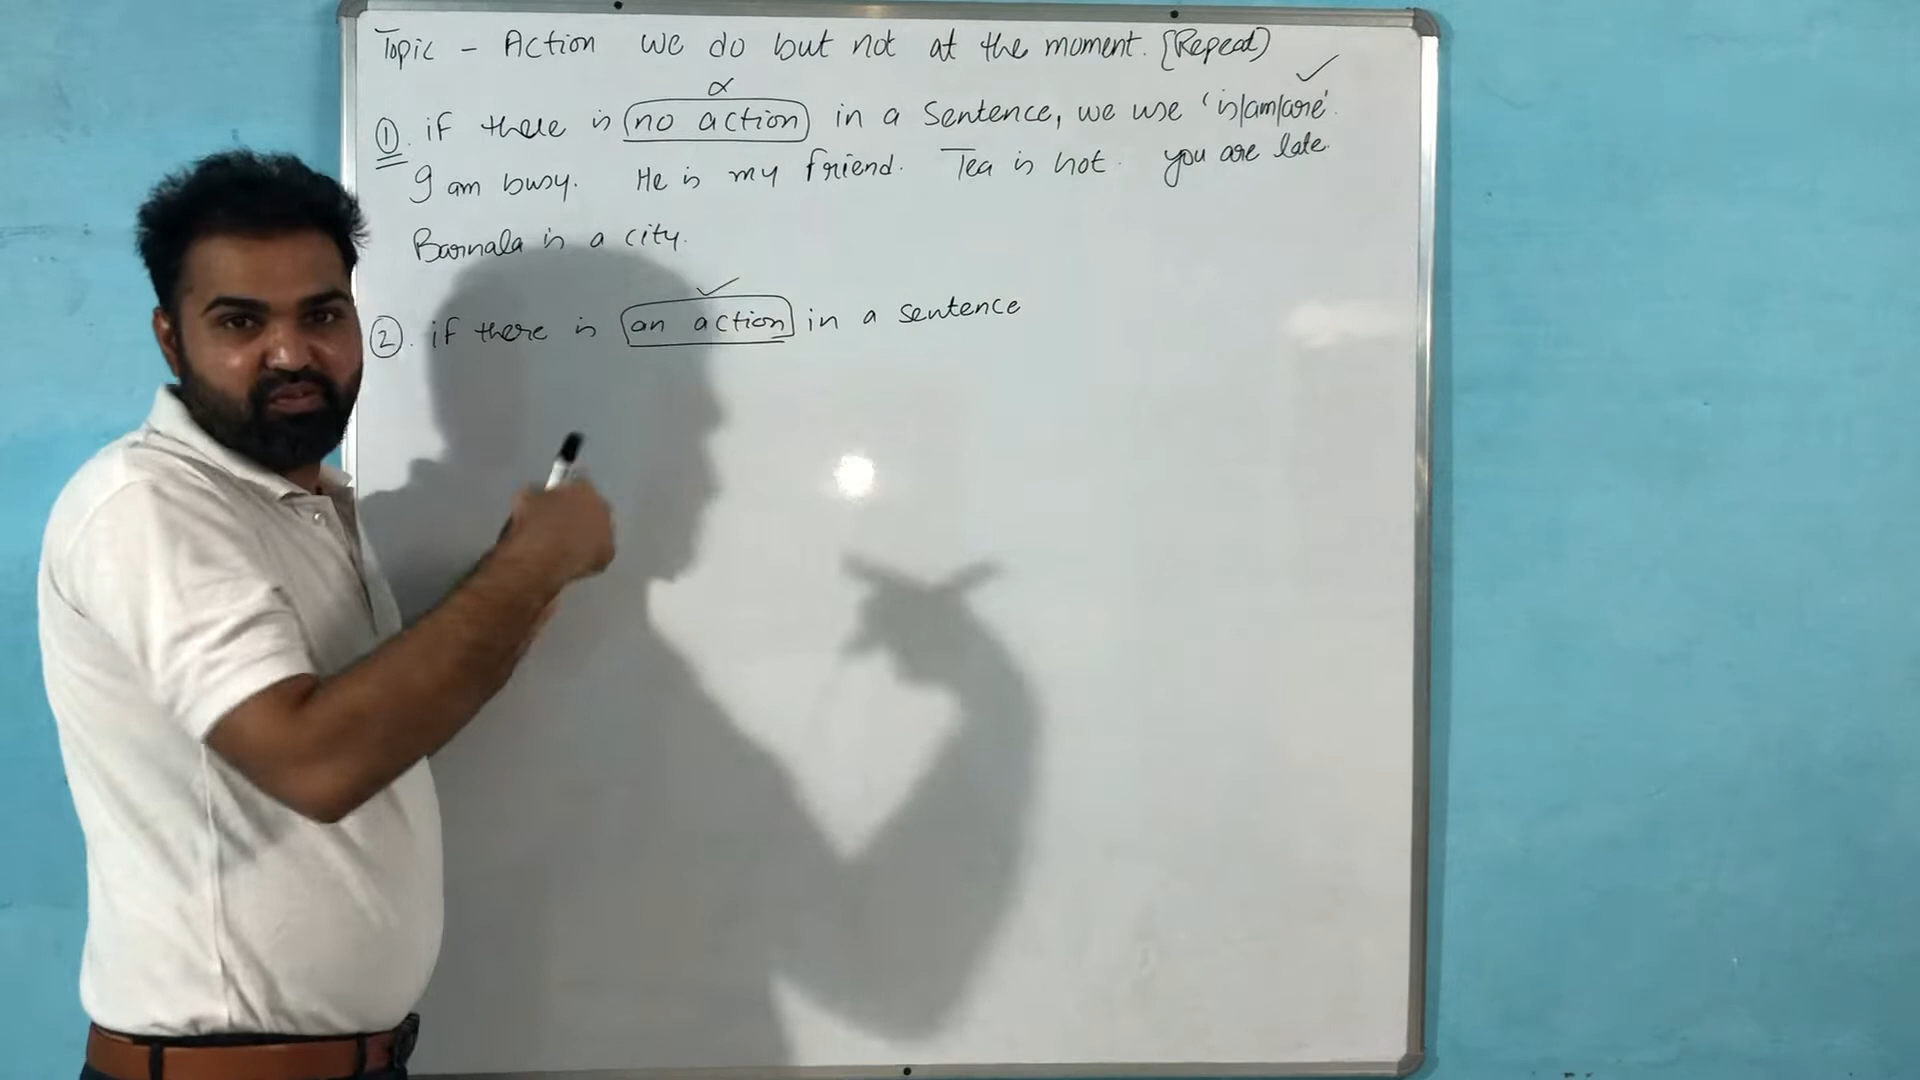 Topic - Action we do but not at the moment. (Repeat)
① if there is no action in a sentence, we use 'is/am/are'.
I am busy. He is my friend. Tea is hot. you are late.
Barnala is a city.
② . if there is an action in a sentence